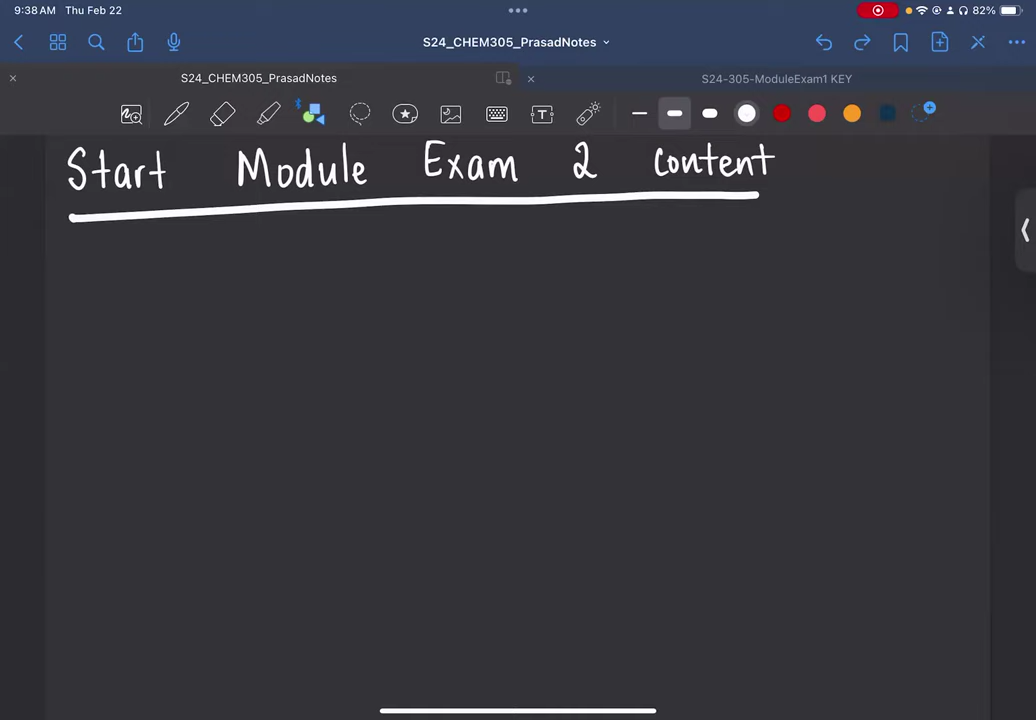 9:38 AM Thu Feb 22 82%
S24_CHEM305_PrasadNotes
S24_CHEM305_PrasadNotes S24-305-ModuleExam1 KEY
Start Module Exam 2 Content